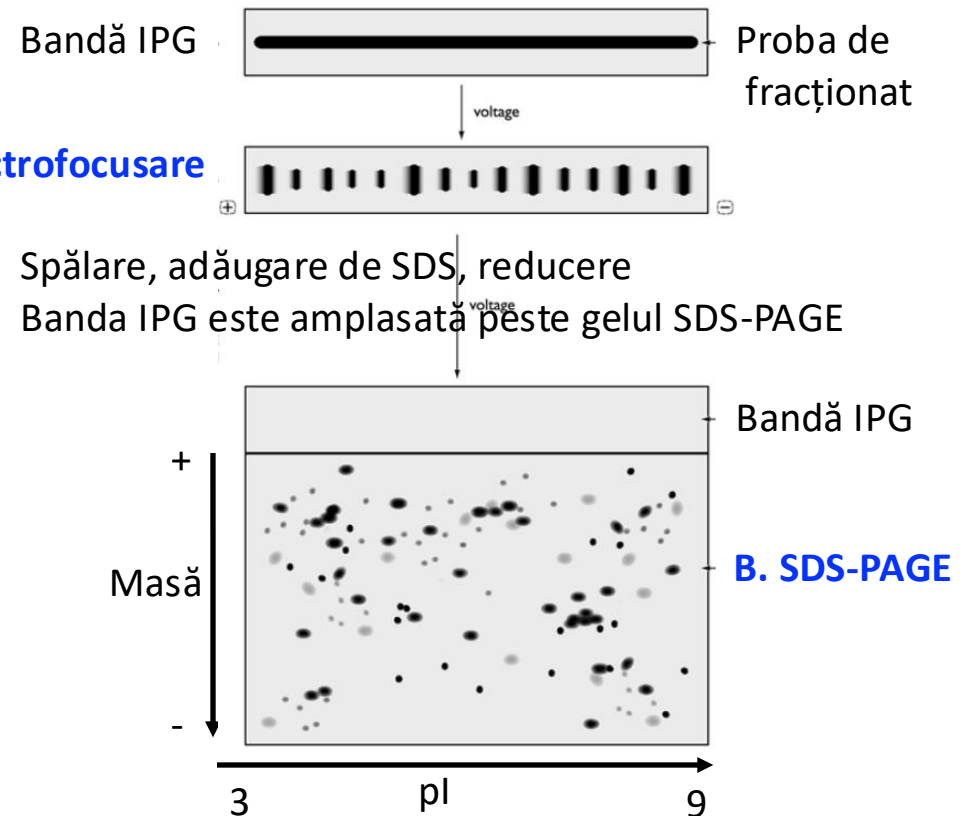 Bandă IPG
Proba de
fracționat
voltage
ctrofocusare
+
−
Spălare, adăugare de SDS, reducere
voltage
Banda IPG este amplasată peste gelul SDS-PAGE
Bandă IPG
+
Masă
B. SDS-PAGE
-
3
pI
9